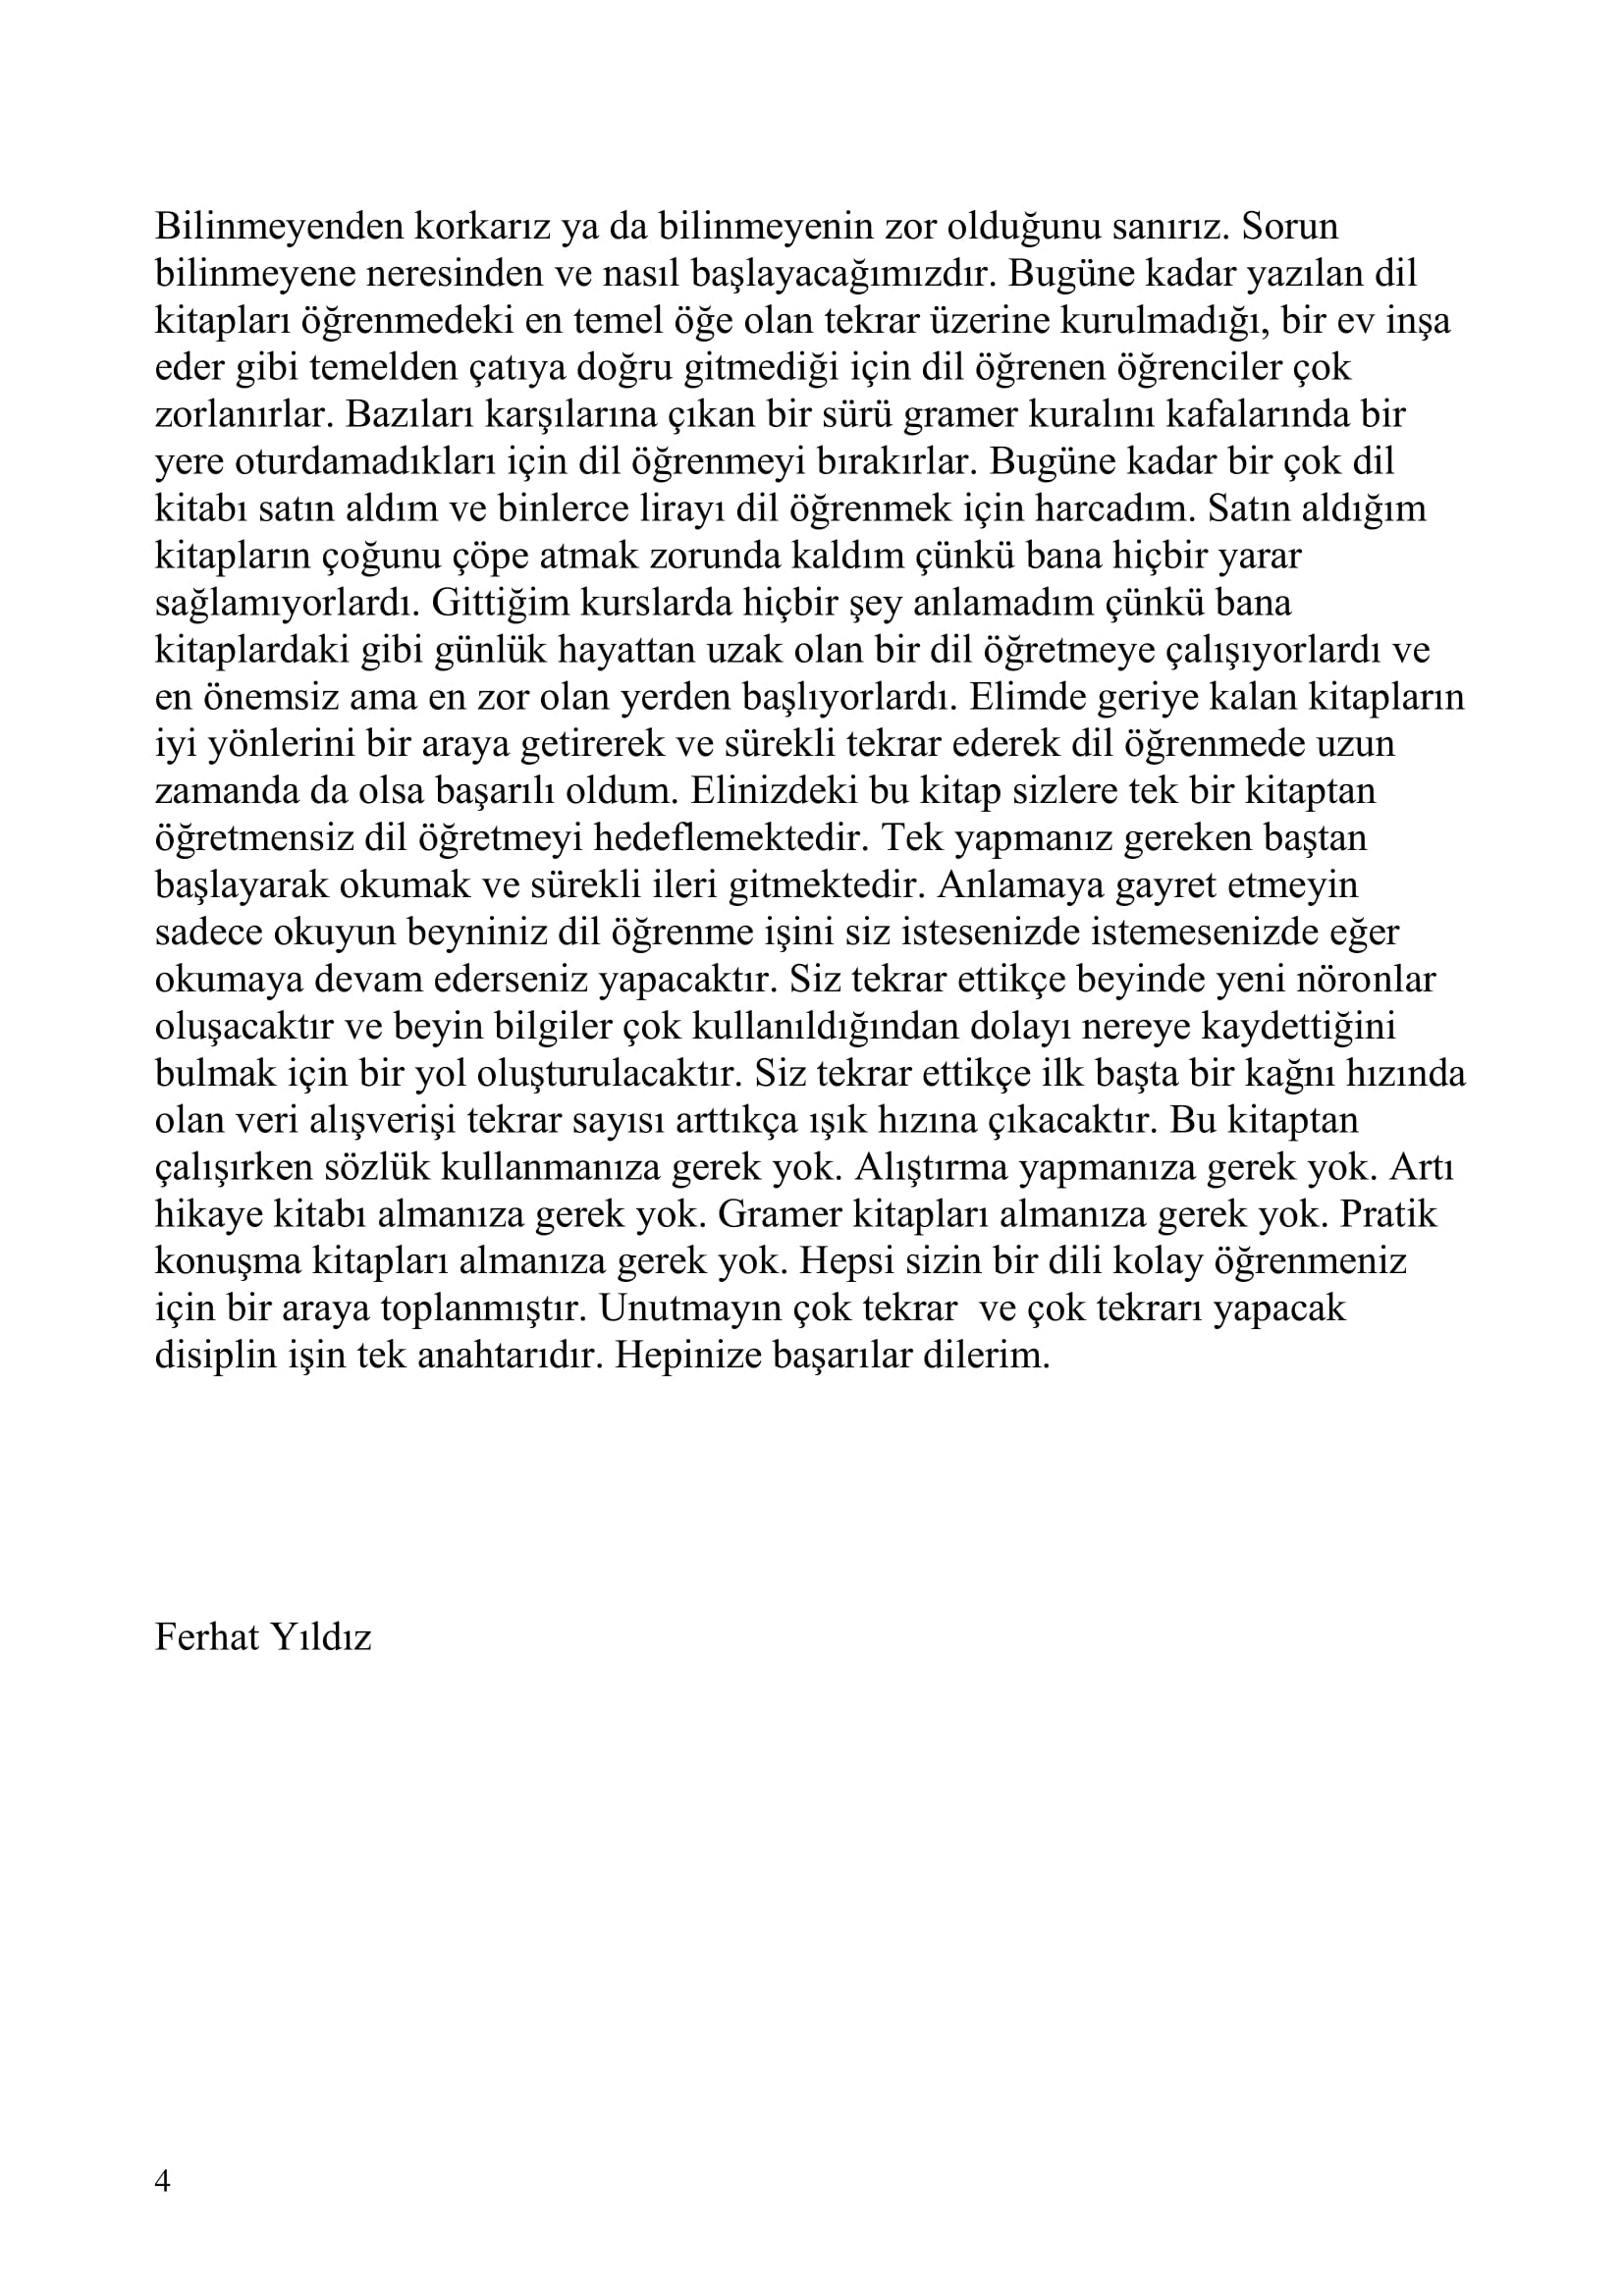 Bilinmeyenden korkarız ya da bilinmeyenin zor olduğunu sanırız. Sorun
bilinmeyene neresinden ve nasıl başlayacağımızdır. Bugüne kadar yazılan dil
kitapları öğrenmedeki en temel öğe olan tekrar üzerine kurulmadığı, bir ev inşa
eder gibi temelden çatıya doğru gitmediği için dil öğrenen öğrenciler çok
zorlanırlar. Bazıları karşılarına çıkan bir sürü gramer kuralını kafalarında bir
yere oturdamadıkları için dil öğrenmeyi bırakırlar. Bugüne kadar bir çok dil
kitabı satın aldım ve binlerce lirayı dil öğrenmek için harcadım. Satın aldığım
kitapların çoğunu çöpe atmak zorunda kaldım çünkü bana hiçbir yarar
sağlamıyorlardı. Gittiğim kurslarda hiçbir şey anlamadım çünkü bana
kitaplardaki gibi günlük hayattan uzak olan bir dil öğretmeye çalışıyorlardı ve
en önemsiz ama en zor olan yerden başlıyorlardı. Elimde geriye kalan kitapların
iyi yönlerini bir araya getirerek ve sürekli tekrar ederek dil öğrenmede uzun
zamanda da olsa başarılı oldum. Elinizdeki bu kitap sizlere tek bir kitaptan
öğretmensiz dil öğretmeyi hedeflemektedir. Tek yapmanız gereken baştan
başlayarak okumak ve sürekli ileri gitmektedir. Anlamaya gayret etmeyin
sadece okuyun beyniniz dil öğrenme işini siz istesenizde istemesenizde eğer
okumaya devam ederseniz yapacaktır. Siz tekrar ettikçe beyinde yeni nöronlar
oluşacaktır ve beyin bilgiler çok kullanıldığından dolayı nereye kaydettiğini
bulmak için bir yol oluşturulacaktır. Siz tekrar ettikçe ilk başta bir kağnı hızında
olan veri alışverişi tekrar sayısı arttıkça ışık hızına çıkacaktır. Bu kitaptan
çalışırken sözlük kullanmanıza gerek yok. Alıştırma yapmanıza gerek yok. Artı
hikaye kitabı almanıza gerek yok. Gramer kitapları almanıza gerek yok. Pratik
konuşma kitapları almanıza gerek yok. Hepsi sizin bir dili kolay öğrenmeniz
için bir araya toplanmıştır. Unutmayın çok tekrar  ve çok tekrarı yapacak
disiplin işin tek anahtarıdır. Hepinize başarılar dilerim.
Ferhat Yıldız
4